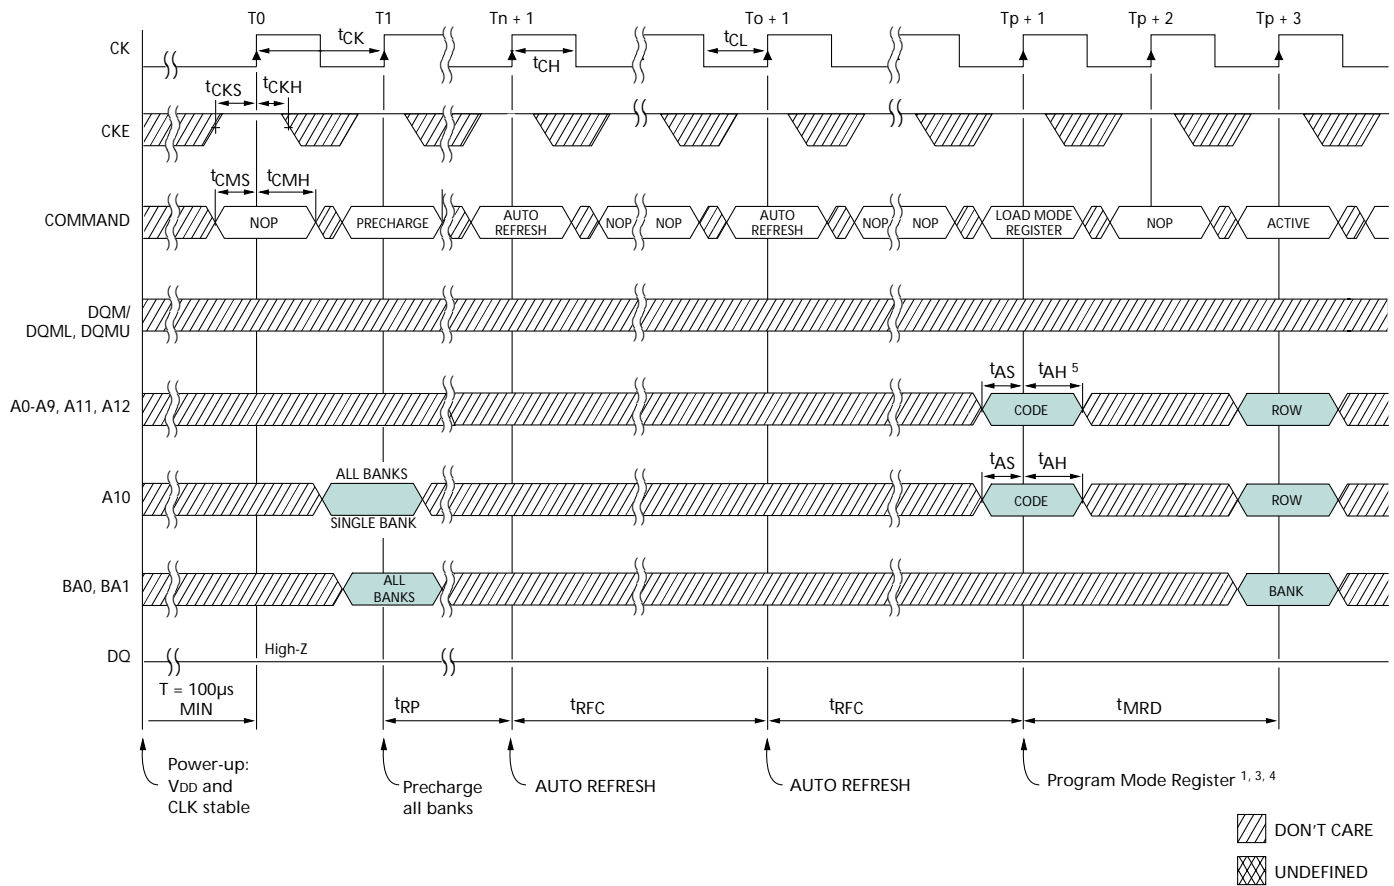 T0 T1 Tn + 1 To + 1 Tp + 1 Tp + 2 Tp + 3
CK
tCK
tCH
tCL
tCKS tCKH
CKE
tCMS tCMH
COMMAND
NOP
PRECHARGE
AUTO
REFRESH
NOP
NOP
AUTO
REFRESH
NOP
NOP
LOAD MODE
REGISTER
NOP
ACTIVE
DQM/
DQML, DQMU
tAS tAH 5
A0-A9, A11, A12
CODE
ROW
ALL BANKS
tAS tAH
A10
CODE
ROW
SINGLE BANK
BA0, BA1
ALL
BANKS
BANK
DQ
High-Z
T = 100µs
MIN
tRP
tRFC
tRFC
tMRD
Power-up:
VDD and
CLK stable
Precharge
all banks
AUTO REFRESH
AUTO REFRESH
Program Mode Register 1, 3, 4
DON'T CARE
UNDEFINED